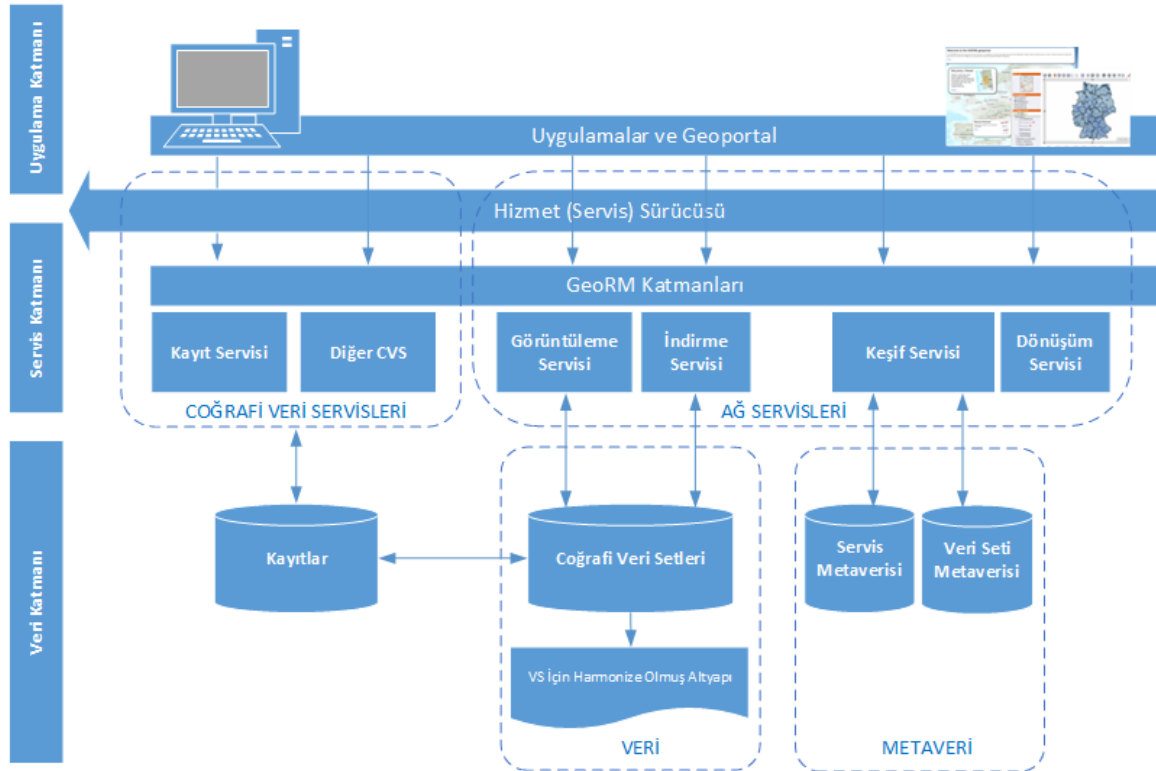 Uygulama Katmanı
Uygulamalar ve Geoportal
Hizmet (Servis) Sürücüsü
Servis Katmanı
GeoRM Katmanları
Kayıt Servisi
Diğer CVS
Görüntüleme
Servisi
İndirme
Servisi
Keşif Servisi
Dönüşüm
Servisi
COĞRAFİ VERİ SERVİSLERİ
AĞ SERVİSLERİ
Veri Katmanı
Kayıtlar
Coğrafi Veri Setleri
Servis
Metaverisi
Veri Seti
Metaverisi
VS İçin Harmonize Olmuş Altyapı
VERİ
METAVERİ